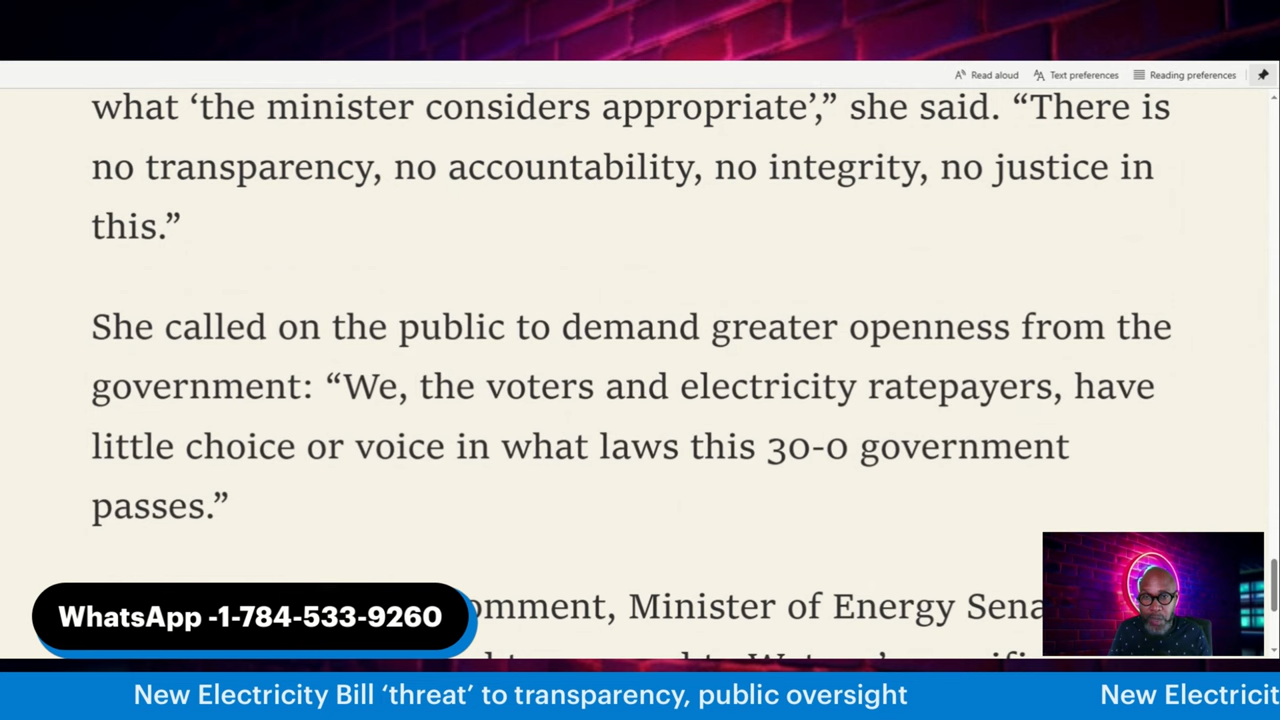 Read aloud
Text preferences
Reading preferences
what ‘the minister considers appropriate’,” she said. “There is
no transparency, no accountability, no integrity, no justice in
this.”
She called on the public to demand greater openness from the
government: “We, the voters and electricity ratepayers, have
little choice or voice in what laws this 30-0 government
passes.”
omment, Minister of Energy Sena
WhatsApp -1-784-533-9260
New Electricity Bill ‘threat’ to transparency, public oversight
New Electricit